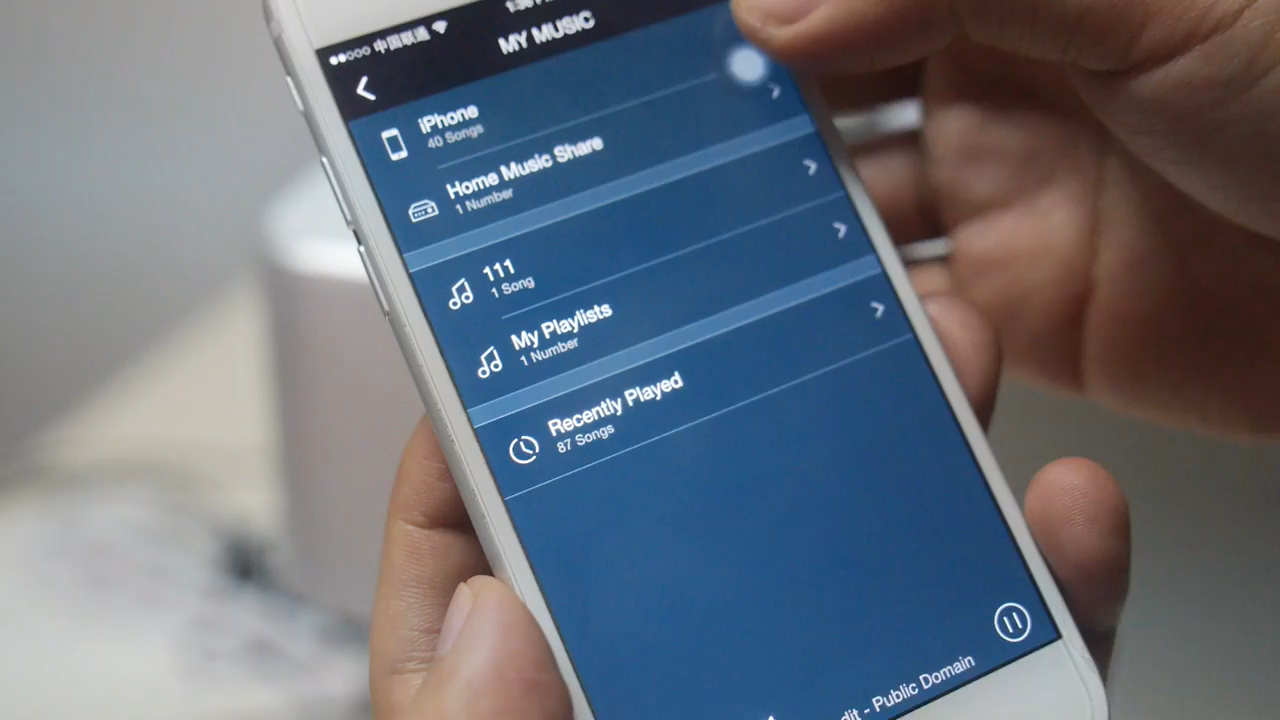 中国联通
MY MUSIC
iPhone
40 Songs
Home Music Share
1 Number
111
1 Song
My Playlists
1 Number
Recently Played
87 Songs
- Public Domain